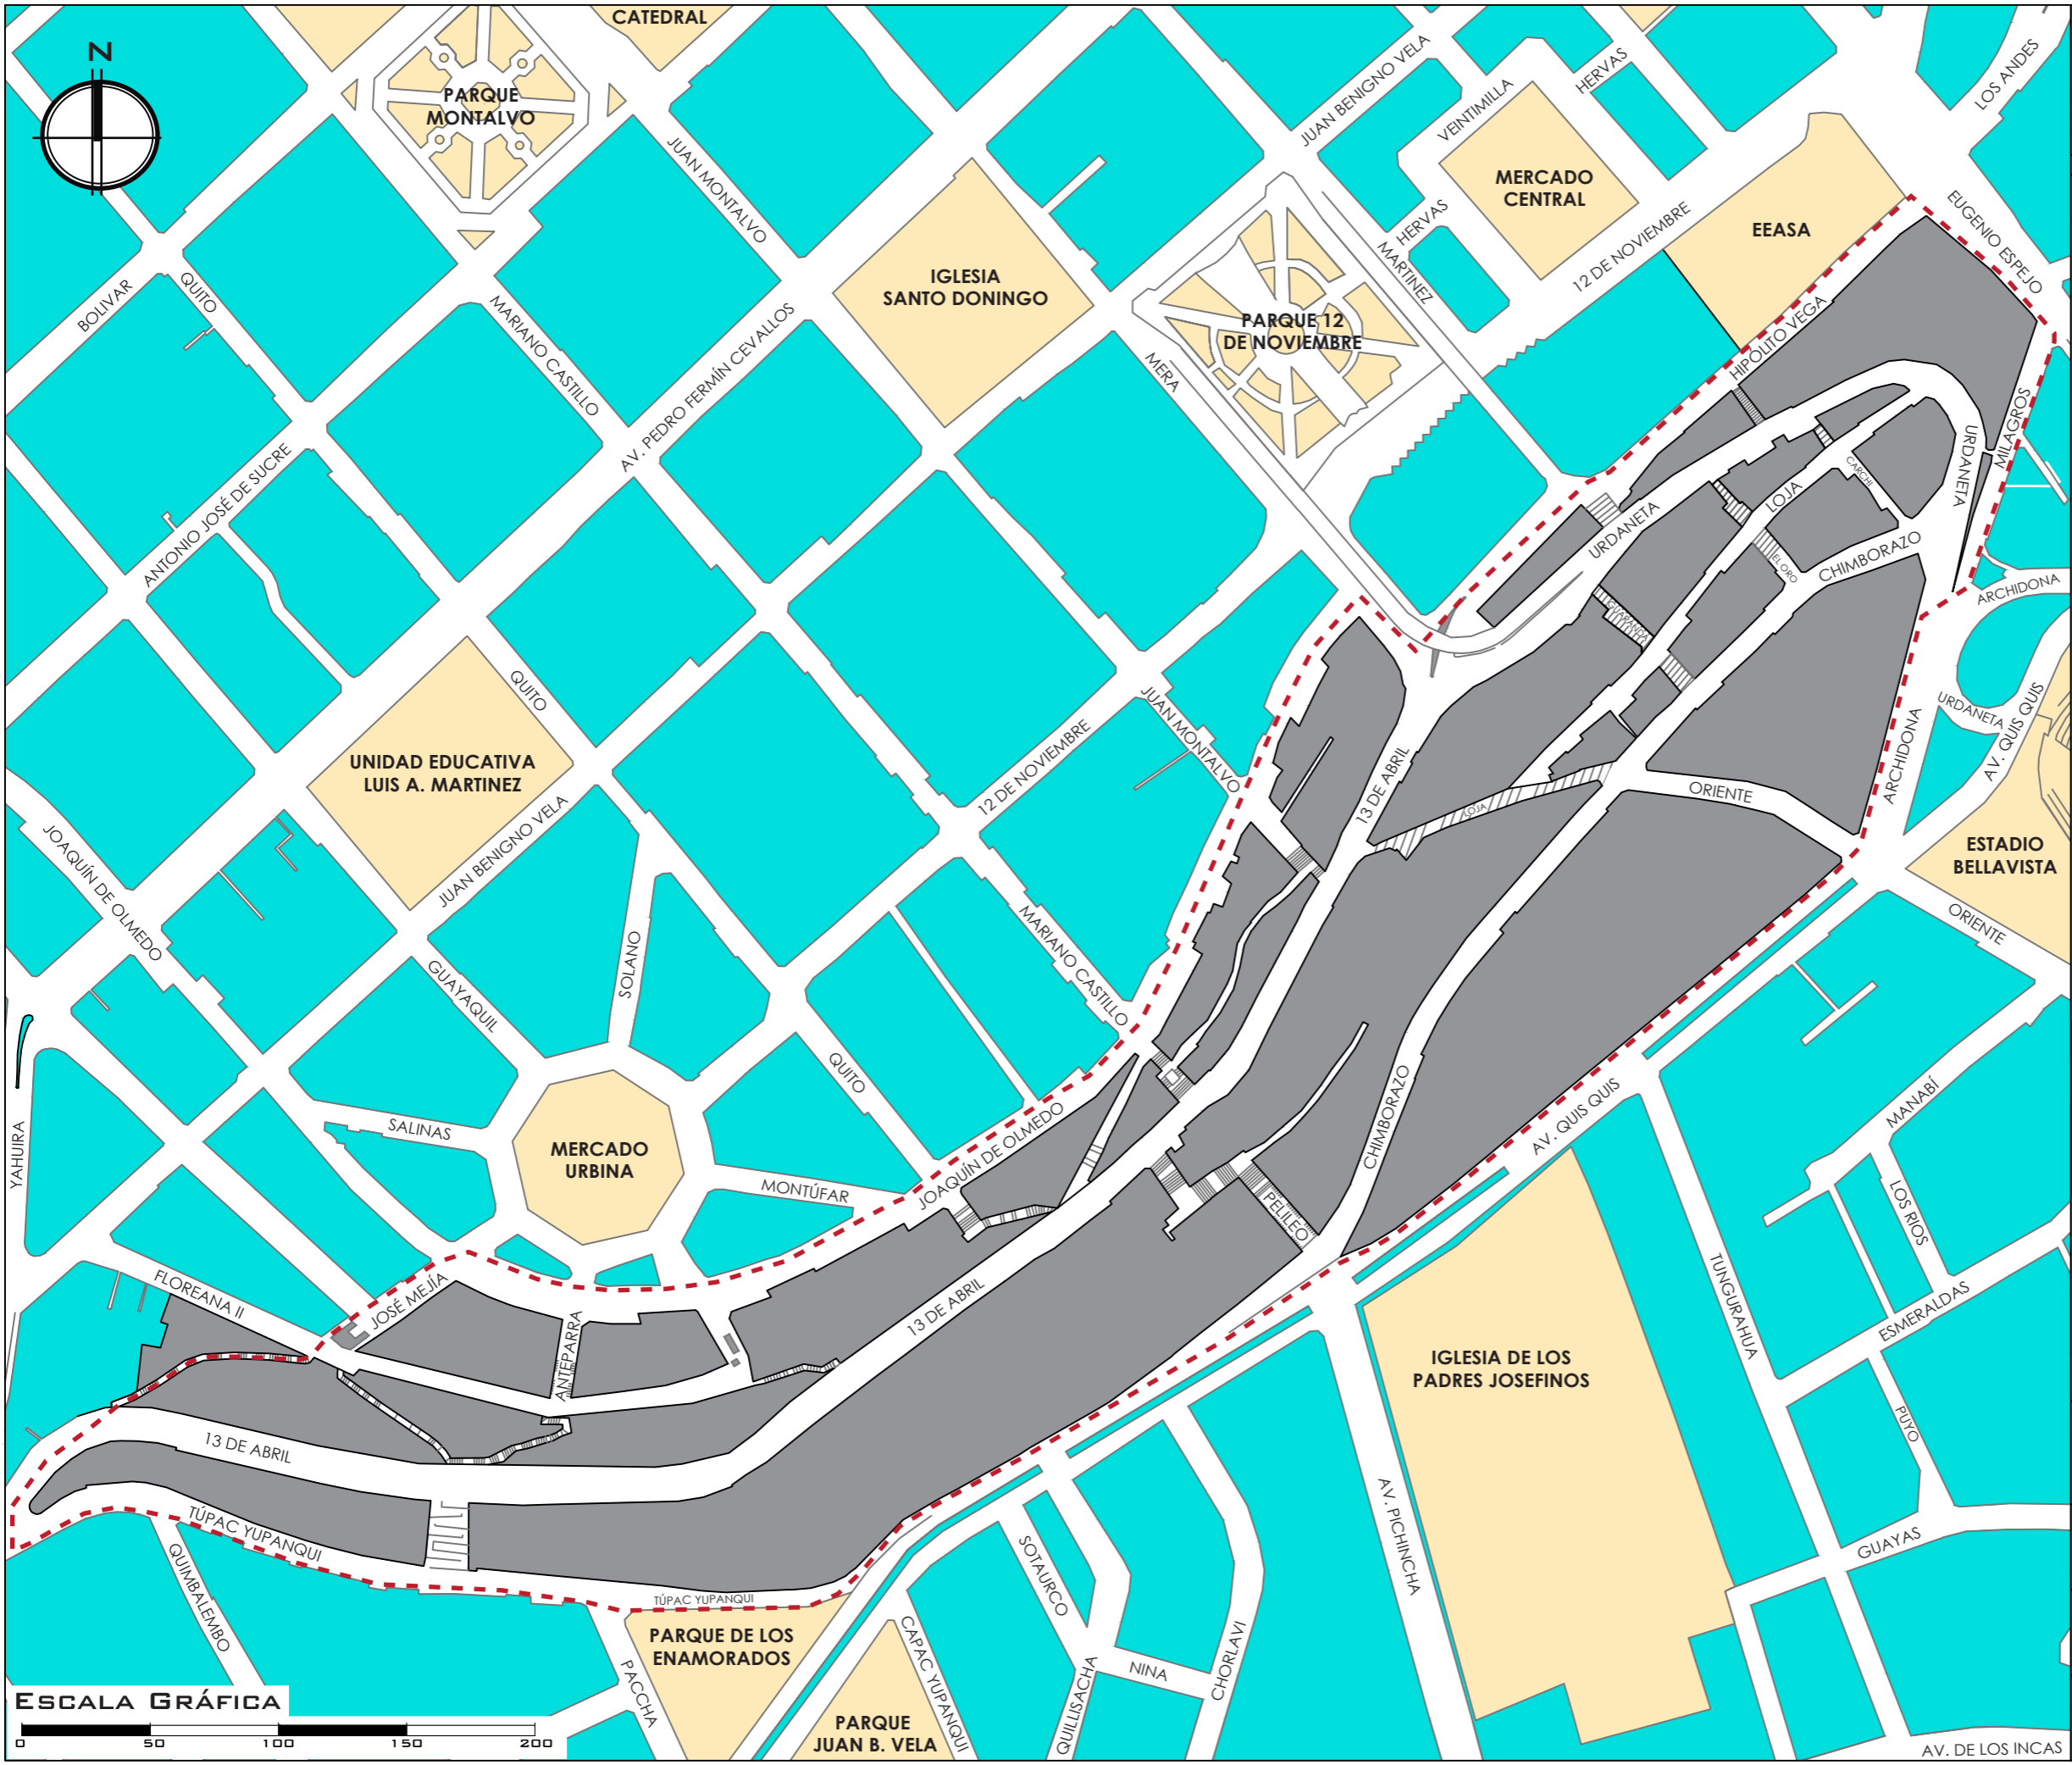 CATEDRAL
N
PARQUE
MONTALVO
JUAN MONTALVO
JUAN BENIGNO VELA
VEINTIMILLA
HERVAS
LOS ANDES
MERCADO
CENTRAL
HERVAS
MARTINEZ
12 DE NOVIEMBRE
EEASA
EUGENIO ESPEJO
BOLIVAR
QUITO
MARIANO CASTILLO
AV. PEDRO FERMÍN CEVALLOS
IGLESIA
SANTO DONINGO
PARQUE 12
DE NOVIEMBRE
MERA
HIPÓLITO VEGA
MILAGROS
URDANETA
CARCHI
LOJA
ANTONIO JOSÉ DE SUCRE
URDANETA
EL ORO
CHIMBORAZO
ARCHIDONA
GUARANDA
QUITO
JUAN MONTALVO
URDANETA
AV. QUIS QUIS
ARCHIDONA
UNIDAD EDUCATIVA
LUIS A. MARTINEZ
12 DE NOVIEMBRE
13 DE ABRIL
LOJA
ORIENTE
JUAN BENIGNO VELA
JOAQUÍN DE OLMEDO
ESTADIO
BELLAVISTA
ORIENTE
SOLANO
GUAYAQUIL
MARIANO CASTILLO
QUITO
SALINAS
MERCADO
URBINA
MONTÚFAR
JOAQUÍN DE OLMEDO
CHIMBORAZO
AV. QUIS QUIS
MANABÍ
LOS RIOS
YAHUIRA
PELILEO
TUNGURAHUA
ESMERALDAS
FLOREANA II
JOSÉ MEJÍA
ANTEPARRA
13 DE ABRIL
IGLESIA DE LOS
PADRES JOSEFINOS
PUYO
13 DE ABRIL
TÚPAC YUPANQUI
QUIMBALEMBO
AV. PICHINCHA
GUAYAS
SOTAURCO
TÚPAC YUPANQUI
PARQUE DE LOS
ENAMORADOS
PACCHA
CAPAC YUPANQUI
NINA
QUILLISACHA
CHORLAVI
PARQUE
JUAN B. VELA
AV. DE LOS INCAS
ESCALA GRÁFICA
0 50 100 150 200